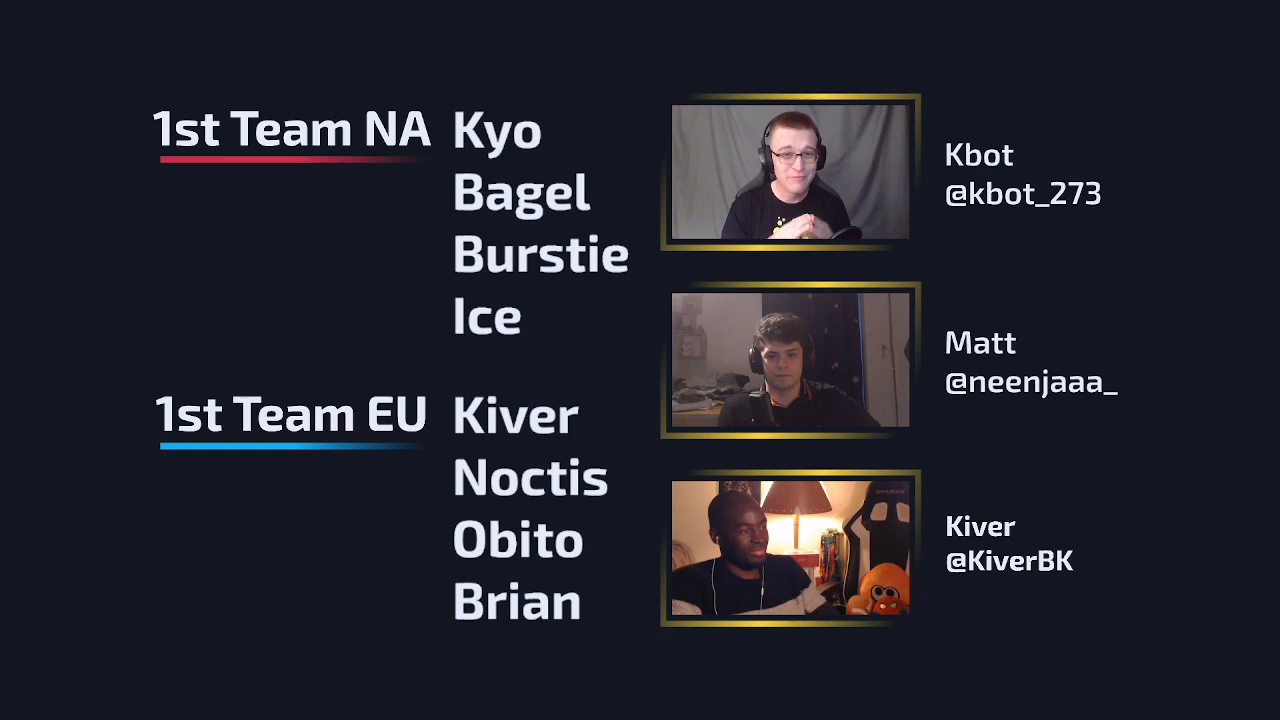 1st Team NA
Kyo
Bagel
Burstie
Ice
1st Team EU
Kiver
Noctis
Obito
Brian
Kbot
@kbot_273
Matt
@neenjaaa_
Kiver
@KiverBK